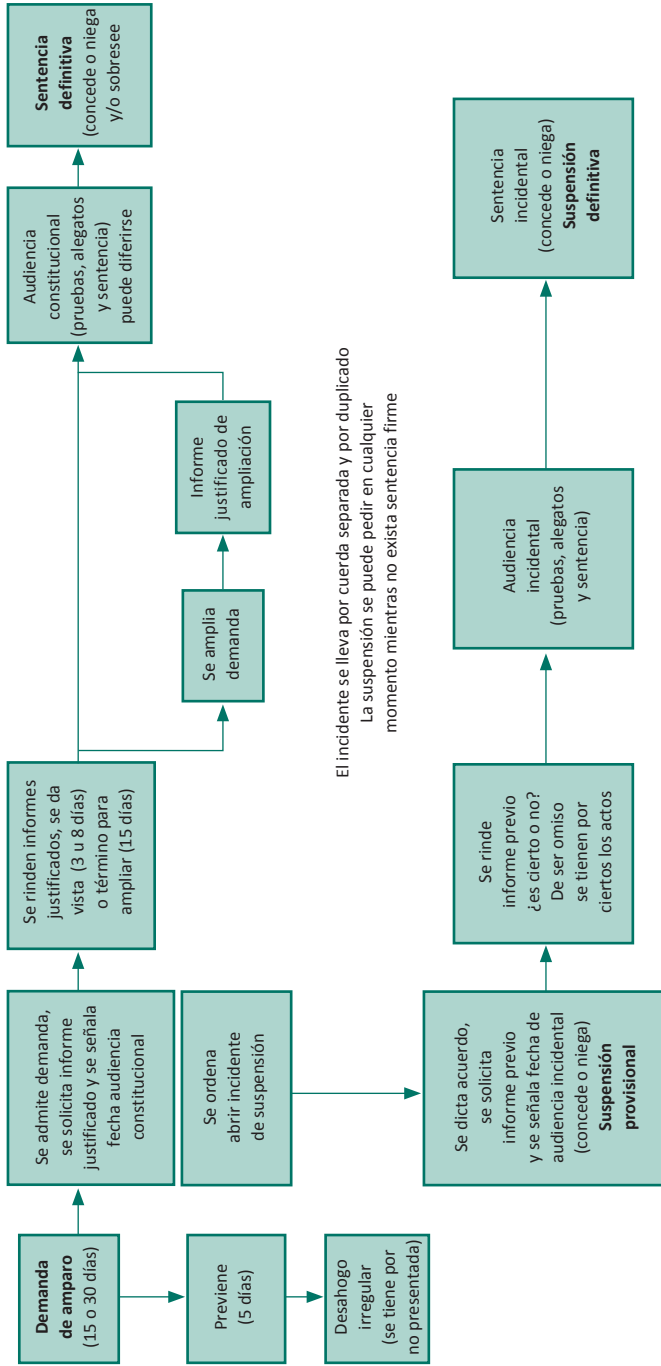 Demanda
de amparo
(15 o 30 días)
Previene
(5 días)
Desahogo
irregular
(se tiene por
no presentada)
Se admite demanda,
se solicita informe
justificado y se señala
fecha audiencia
constitucional
Se ordena
abrir incidente
de suspensión
Se rinden informes
justificados, se da
vista (3 u 8 días)
o término para
ampliar (15 días)
Se amplia
demanda
Informe
justificado de
ampliación
Audiencia
constitucional
(pruebas, alegatos
y sentencia)
puede diferirse
Sentencia
definitiva
(concede o niega
y/o sobresee
El incidente se lleva por cuerda separada y por duplicado
La suspensión se puede pedir en cualquier
momento mientras no exista sentencia firme
Se dicta acuerdo,
se solicita
informe previo
y se señala fecha de
audiencia incidental
(concede o niega)
Suspensión
provisional
Se rinde
informe previo
¿es cierto o no?
De ser omiso
se tienen por
ciertos los actos
Audiencia
incidental
(pruebas, alegatos
y sentencia)
Sentencia
incidental
(concede o niega)
Suspensión
definitiva